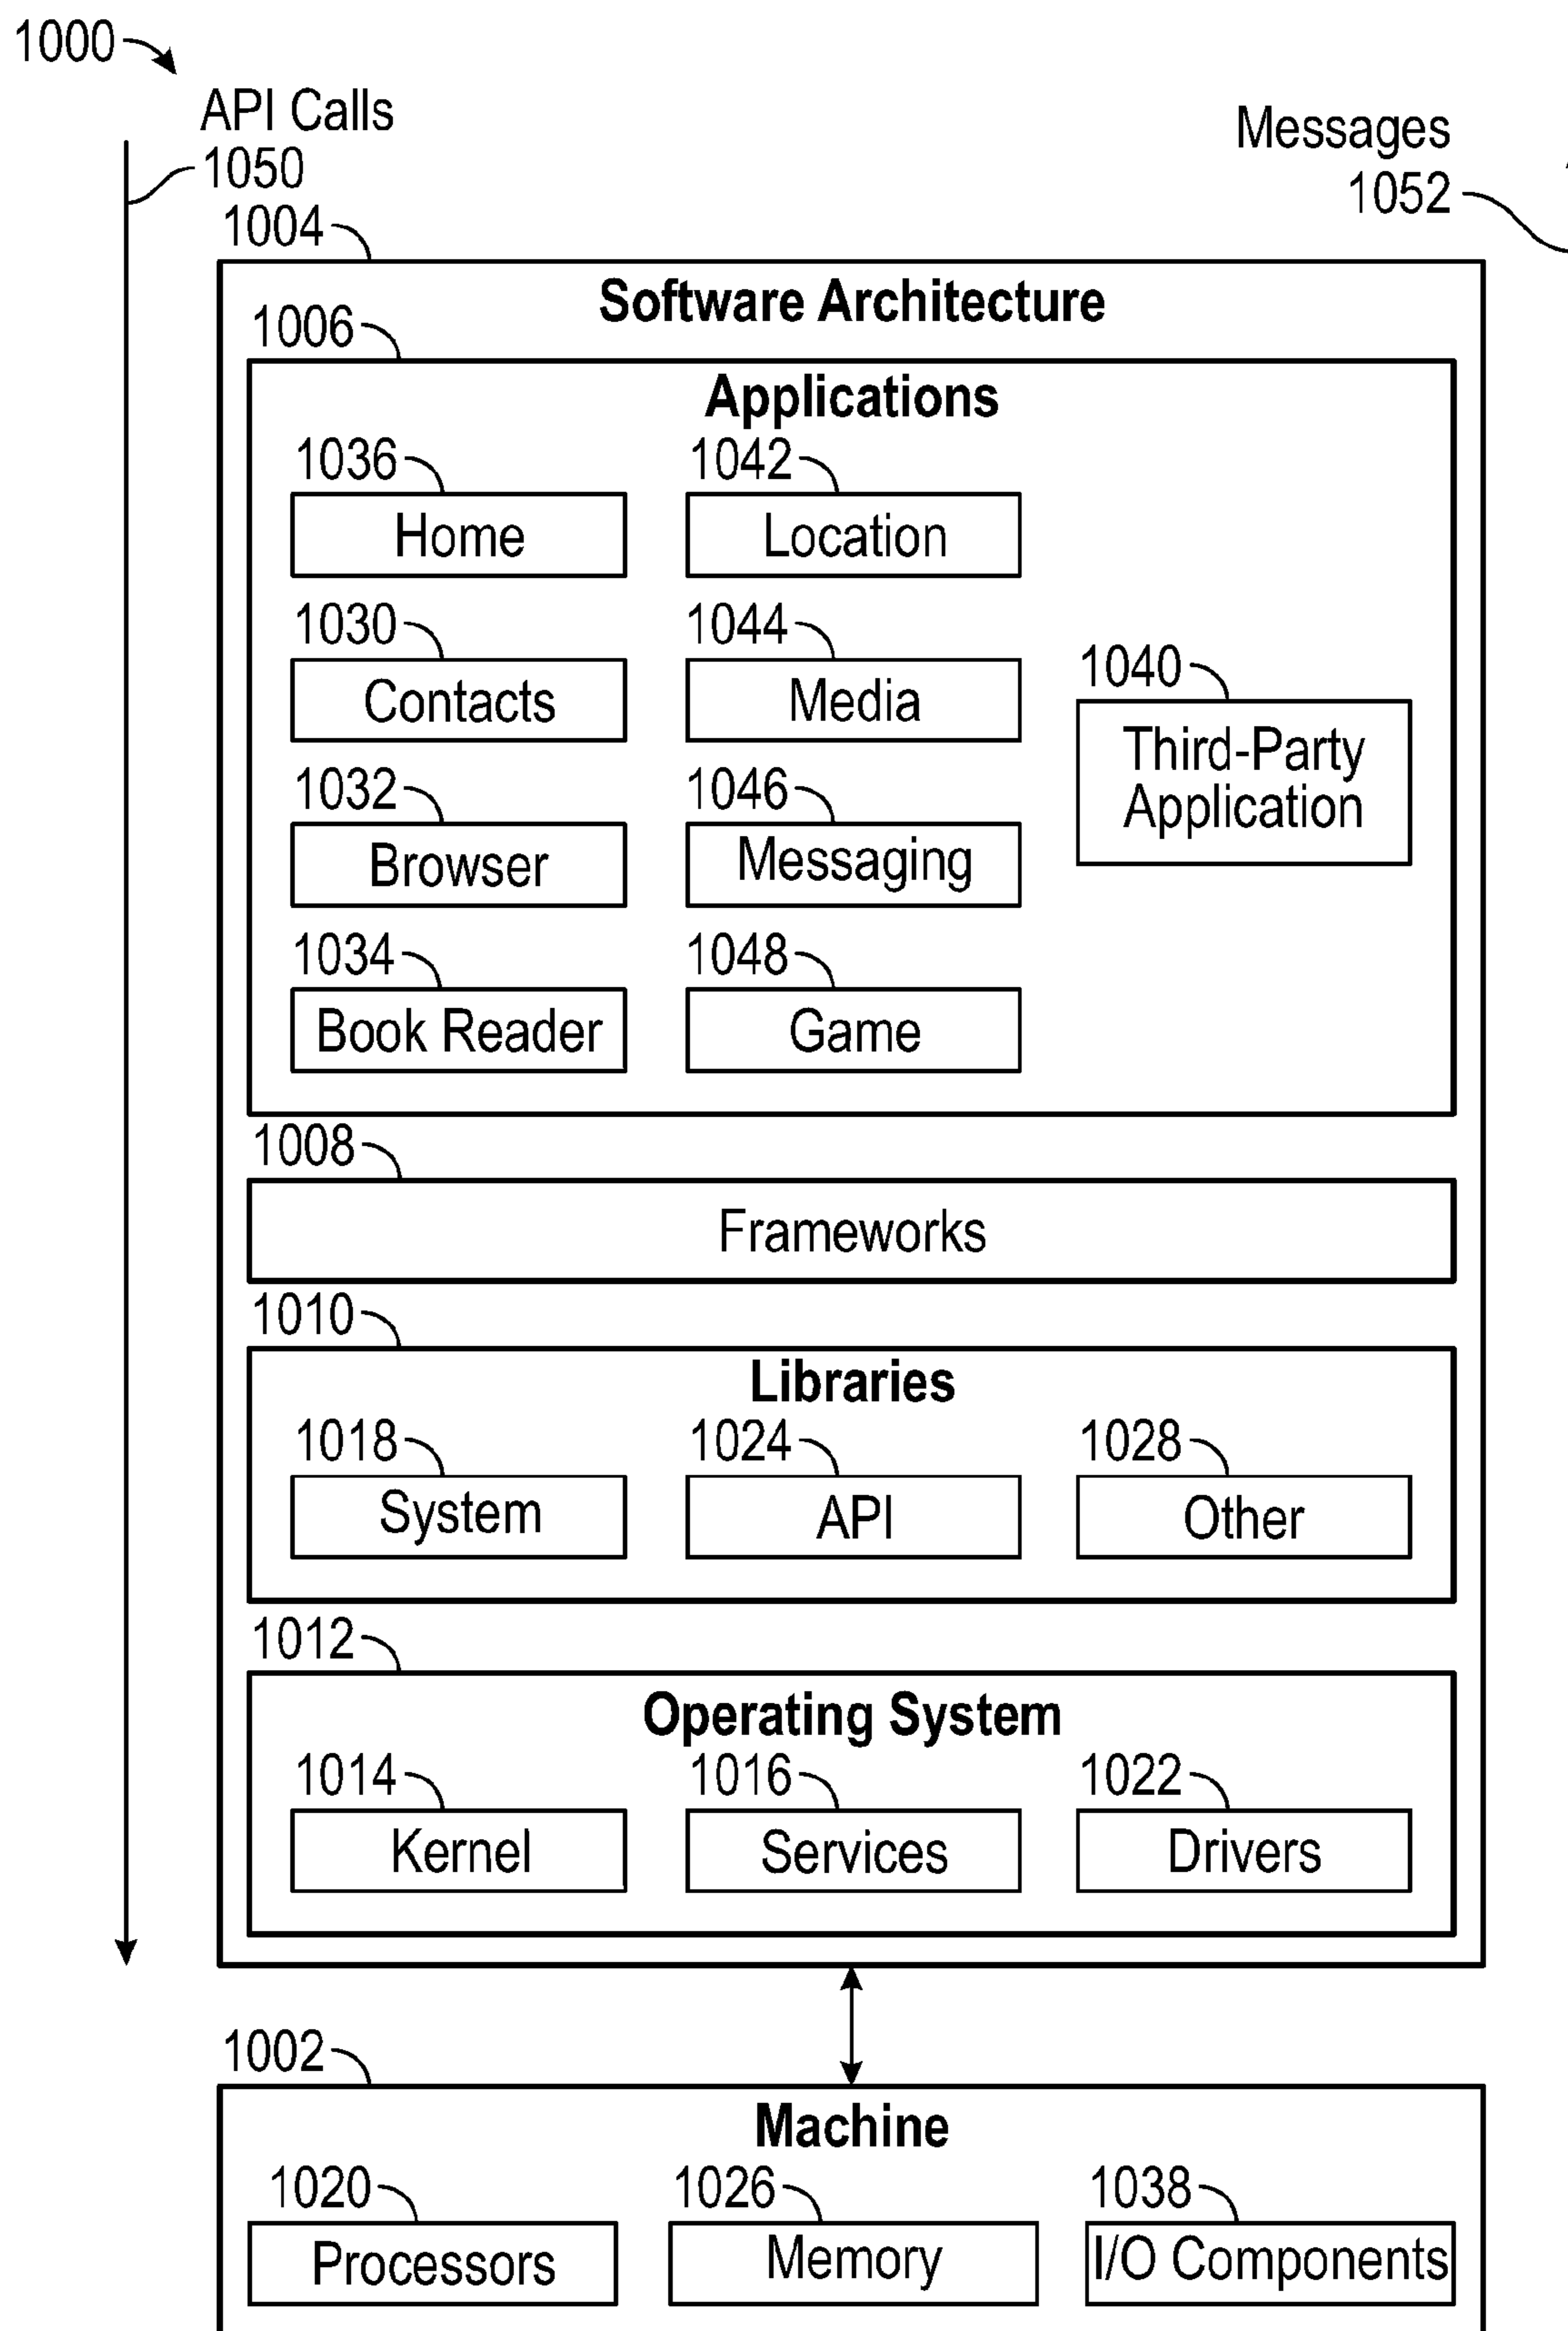 1000
API Calls
1050
Messages
1052
1004
Software Architecture
1006
Applications
1036
Home
1042
Location
1030
Contacts
1044
Media
1040
Third-Party
Application
1032
Browser
1046
Messaging
1034
Book Reader
1048
Game
1008
Frameworks
1010
Libraries
1018
System
1024
API
1028
Other
1012
Operating System
1014
Kernel
1016
Services
1022
Drivers
1002
Machine
1020
Processors
1026
Memory
1038
I/O Components